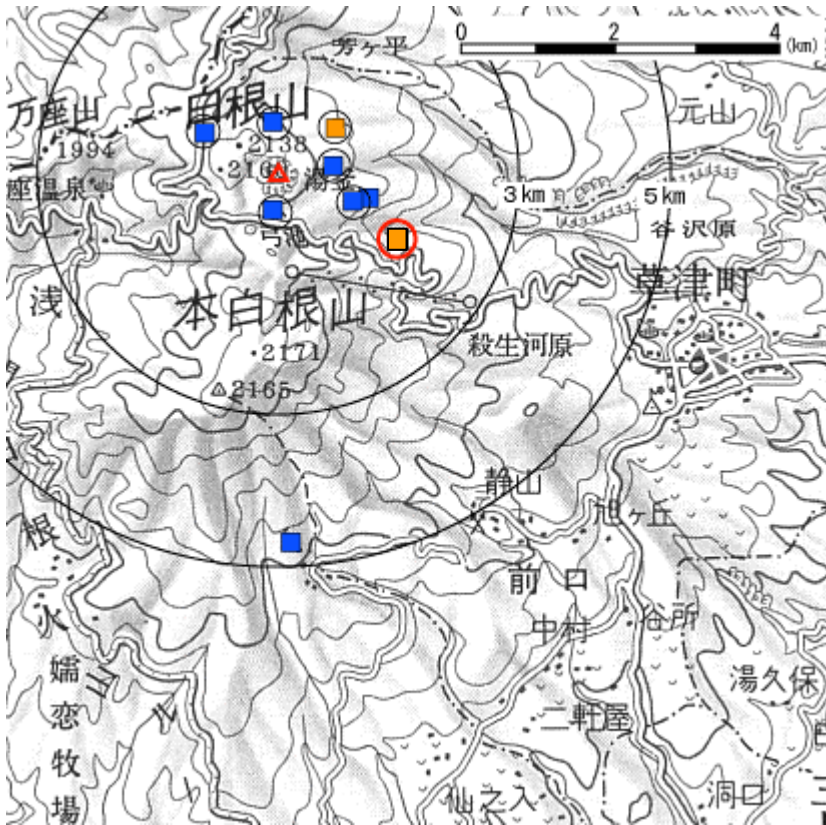 0 2 4 (km)
芳ヶ平
元山
白根山
万座山
2138
1994
湯釜
座温泉
3km
5km
谷沢原
弓池
草津町
浅
本白根山
殺生河原
2171
2165
静山
旭ヶ丘
根
前口
火
中村
谷所
嬬恋牧場
山
湯久保
二軒屋
仙之入
洞口